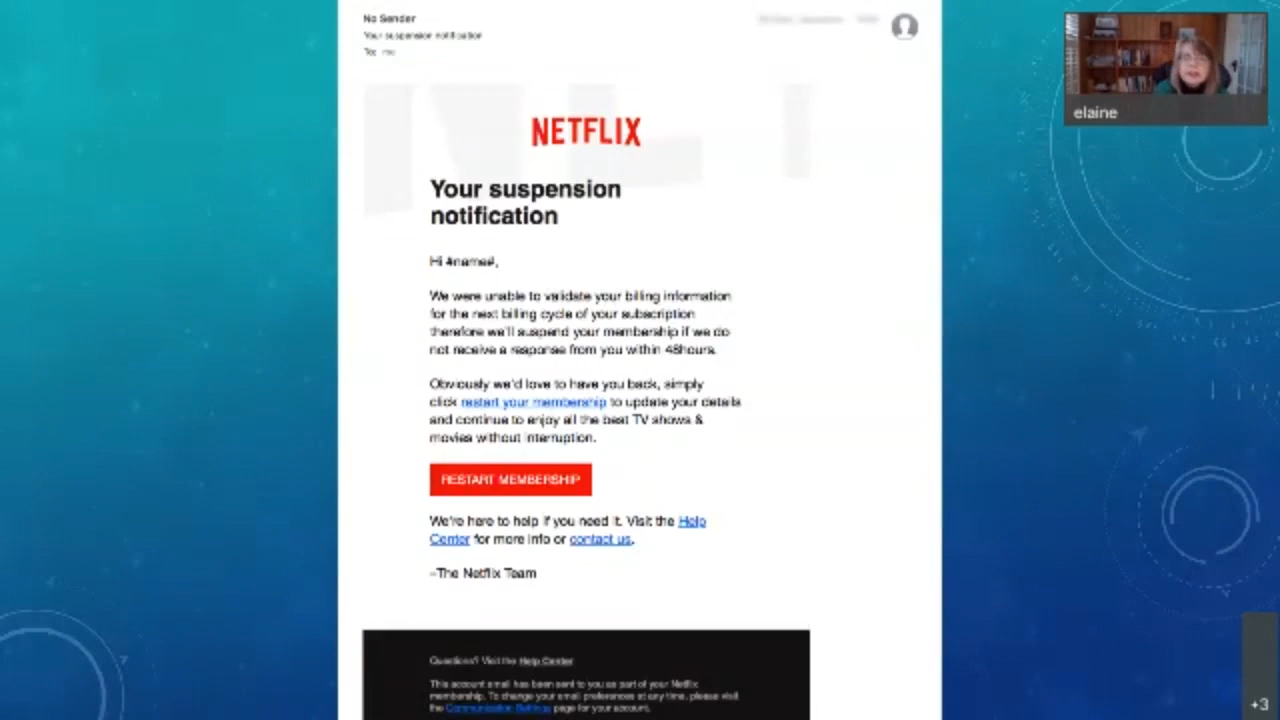 No Sender
Your suspension notification
To: me
elaine
NETFLIX
Your suspension
notification
Hi #name#,
We were unable to validate your billing information
for the next billing cycle of your subscription
therefore we'll suspend your membership if we do
not receive a response from you within 48hours.
Obviously we'd love to have you back, simply
click restart your membership to update your details
and continue to enjoy all the best TV shows &
movies without interruption.
RESTART MEMBERSHIP
We're here to help if you need it. Visit the Help
Center for more info or contact us.
–The Netflix Team
Questions? Visit the Help Center
This account email has been sent to you as part of your Netflix
membership. To change your email preferences at any time, please visit
the Communication Settings page for your account.
+3